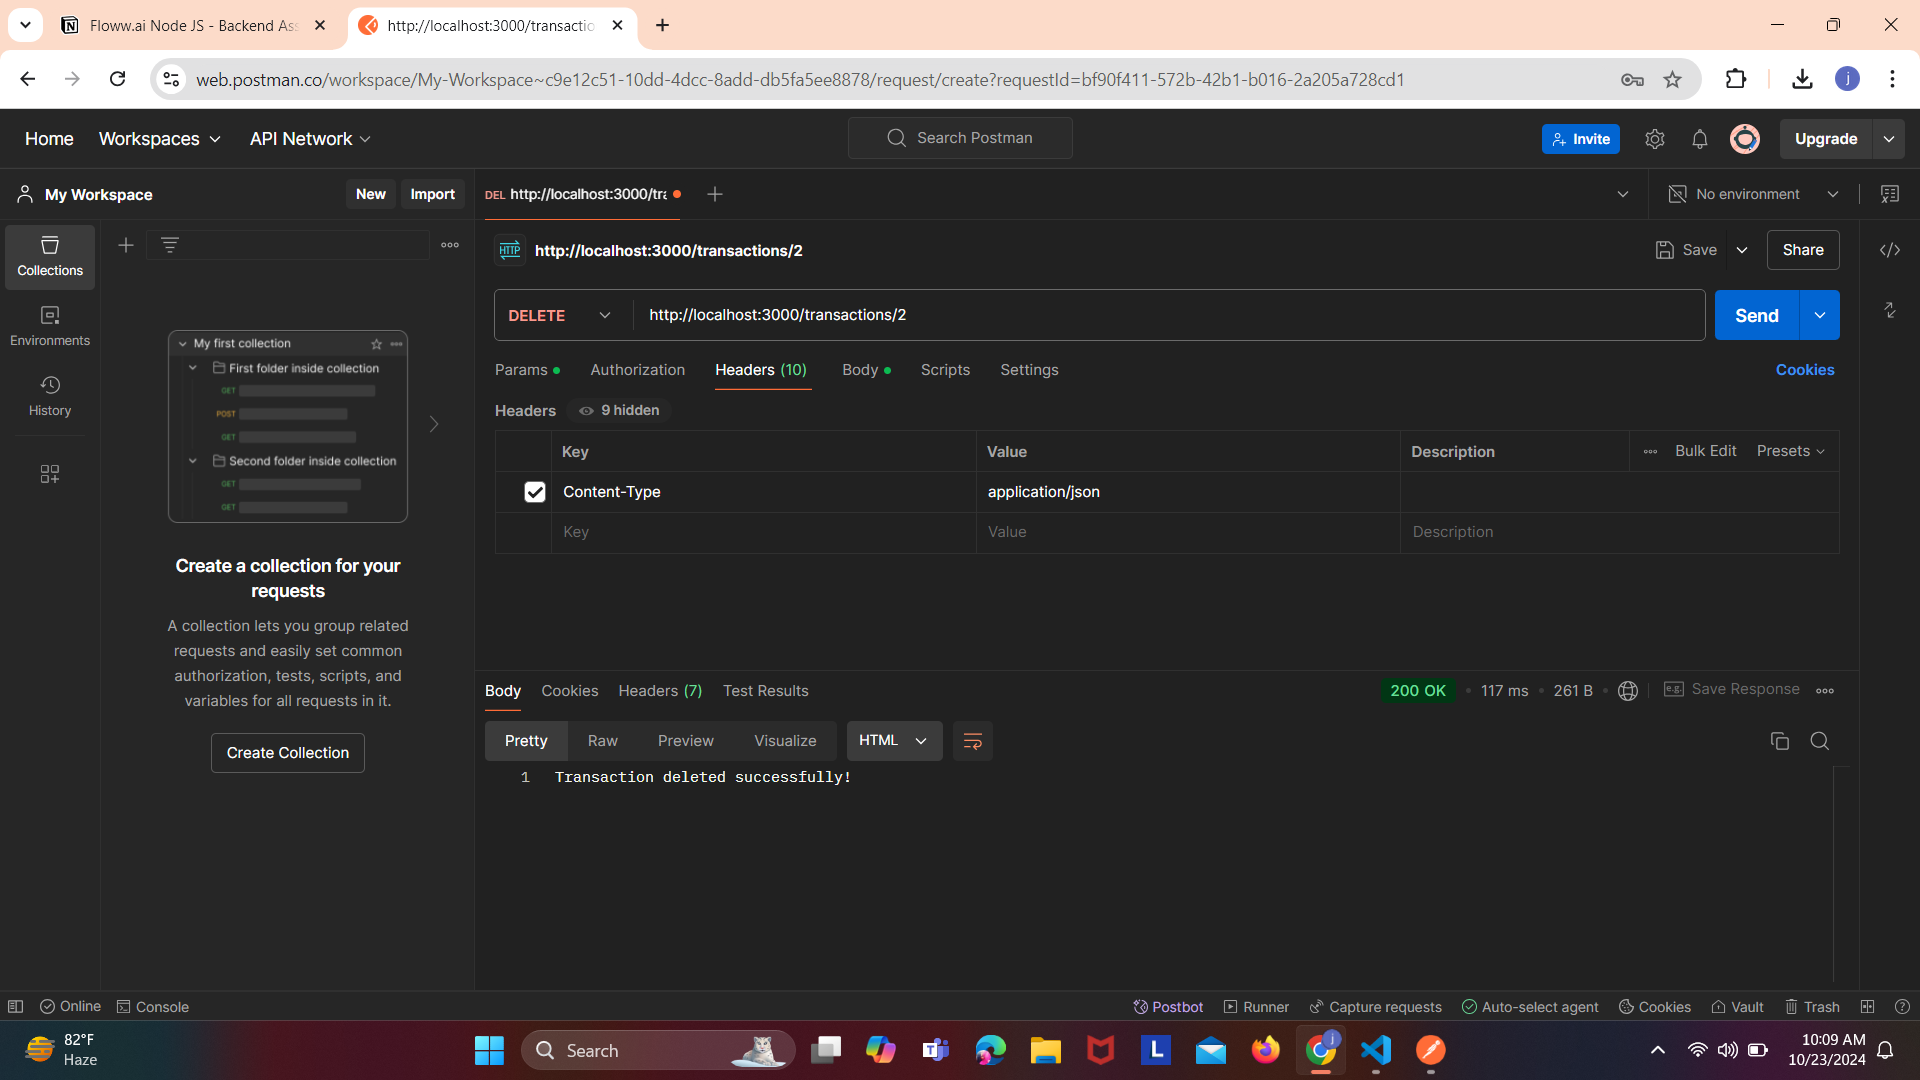 Floww.ai Node JS - Backend Ass
http://localhost:3000/transactio
web.postman.co/workspace/My-Workspace~c9e12c51-10dd-4dcc-8add-db5fa5ee8878/request/create?requestId=bf90f411-572b-42b1-b016-2a205a728cd1
j
Home Workspaces API Network
Search Postman
Invite
Upgrade
My Workspace
New Import
DEL http://localhost:3000/tra
No environment
Collections
Environments
History
My first collection
First folder inside collection
GET
POST
GET
Second folder inside collection
GET
GET
Create a collection for your
requests
A collection lets you group related
requests and easily set common
authorization, tests, scripts, and
variables for all requests in it.
Create Collection
HTTP http://localhost:3000/transactions/2
Save Share
DELETE http://localhost:3000/transactions/2
Send
Params Authorization Headers (10) Body Scripts Settings Cookies
Headers 9 hidden
Key Value Description Bulk Edit Presets
Content-Type application/json
Key Value Description
Body Cookies Headers (7) Test Results
200 OK 117 ms 261 B e.g. Save Response
Pretty Raw Preview Visualize HTML
1 Transaction deleted successfully!
Online Console
Postbot Runner Capture requests Auto-select agent Cookies Vault Trash
82°F
Haze
Search
L
j
10:09 AM
10/23/2024